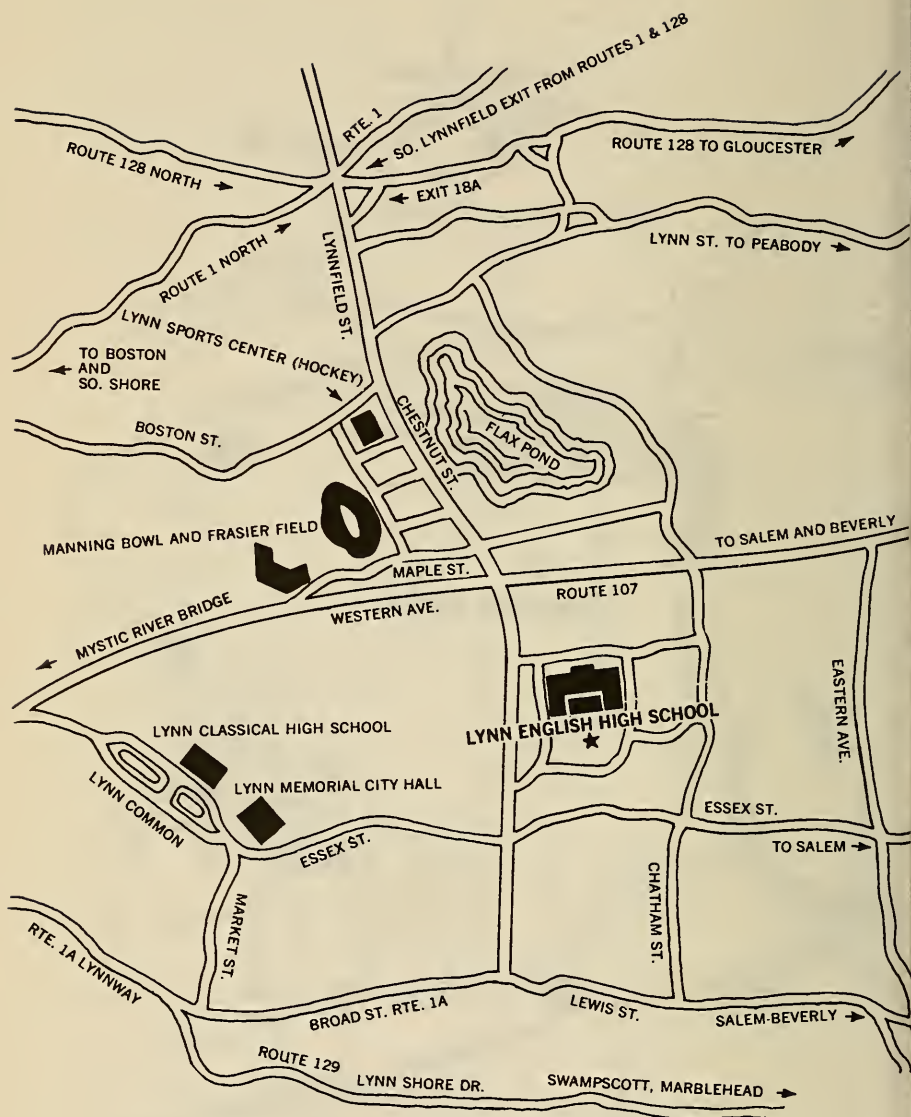 SO. LYNNFIELD EXIT FROM ROUTES 1 & 128
RTE. 1
ROUTE 128 NORTH
ROUTE 128 TO GLOUCESTER
EXIT 18A
LYNN ST. TO PEABODY
ROUTE 1 NORTH
LYNNFIELD ST.
LYNN SPORTS CENTER (HOCKEY)
TO BOSTON
AND
SO. SHORE
BOSTON ST.
CHESTNUT ST.
FLAX POND
MANNING BOWL AND FRASIER FIELD
TO SALEM AND BEVERLY
MAPLE ST.
ROUTE 107
WESTERN AVE.
MYSTIC RIVER BRIDGE
EASTERN AVE.
LYNN ENGLISH HIGH SCHOOL
LYNN CLASSICAL HIGH SCHOOL
LYNN MEMORIAL CITY HALL
LYNN COMMON
ESSEX ST.
ESSEX ST.
TO SALEM
CHATHAM ST.
MARKET ST.
RTE. 1A LYNNWAY
BROAD ST. RTE. 1A
LEWIS ST.
SALEM-BEVERLY
ROUTE 129
LYNN SHORE DR.
SWAMPSCOTT, MARBLEHEAD